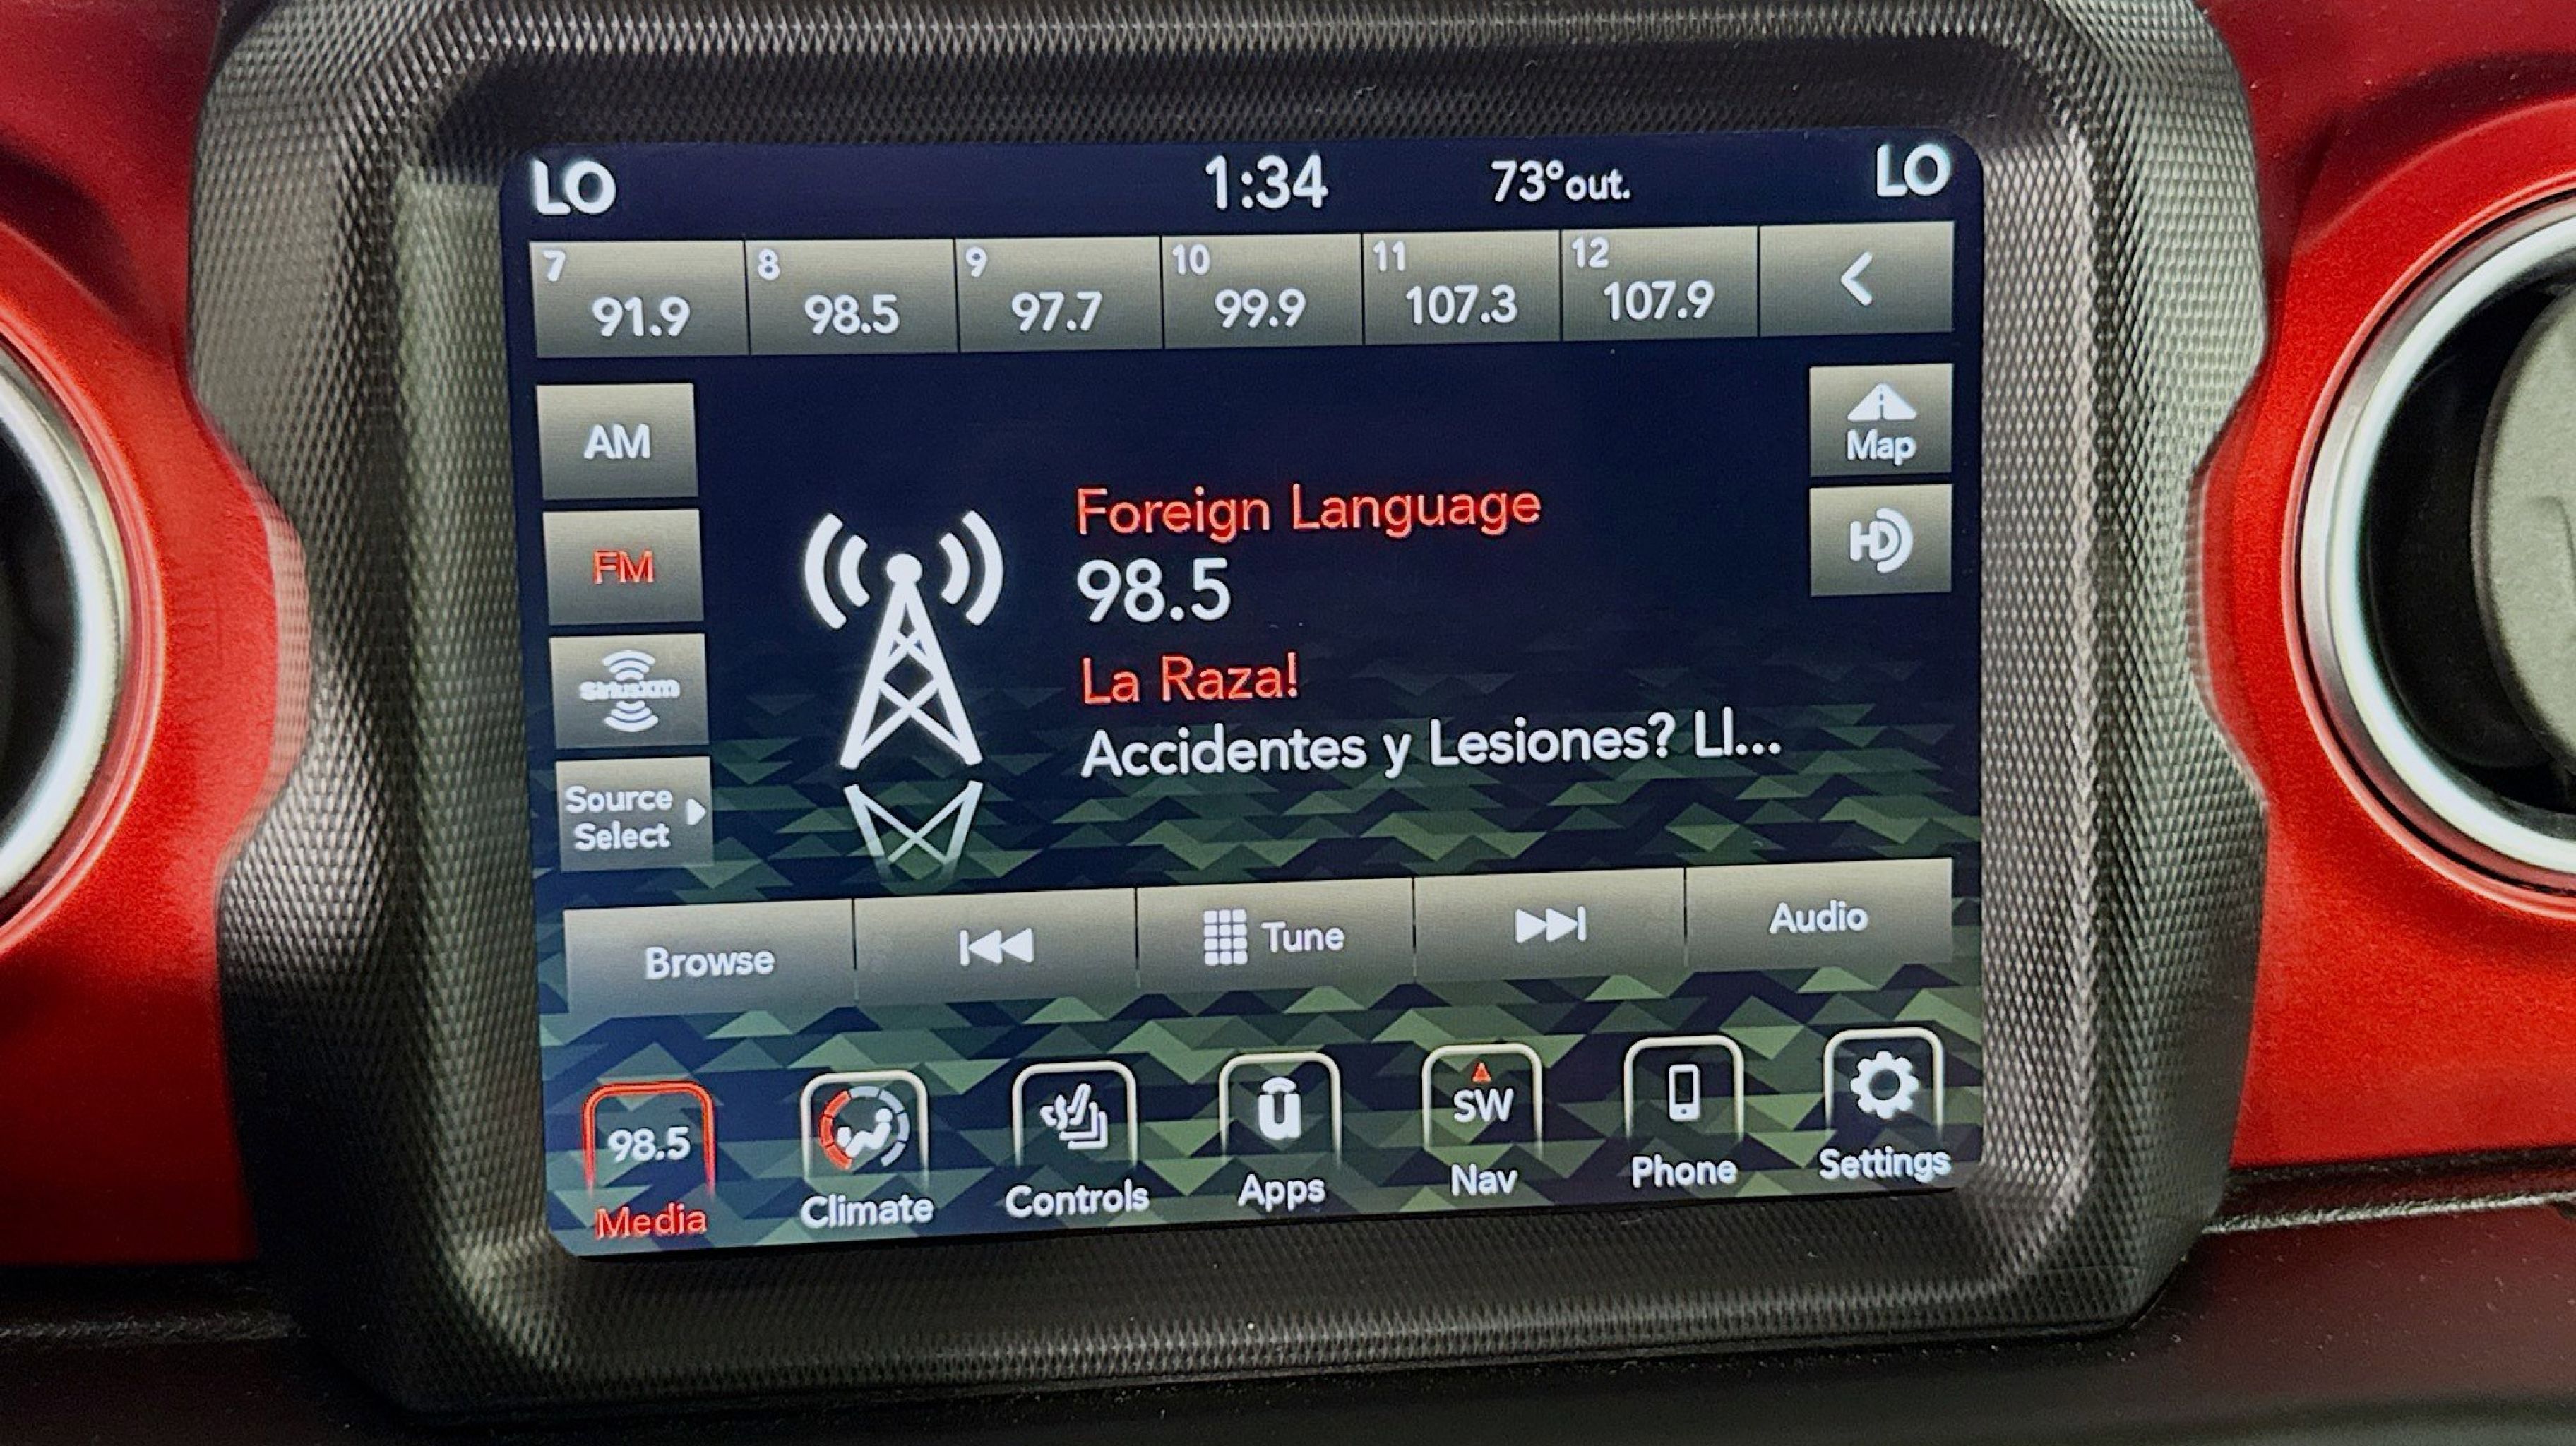 LO 1:34 73°out. LO
7 8 9 10 11 12
91.9 98.5 97.7 99.9 107.3 107.9
AM
Map
Foreign Language
FM
HD
98.5
siriusxm
La Raza!
Accidentes y Lesiones? Ll...
Source
Select
Browse Tune Audio
98.5 SW
Media Climate Controls Apps Nav Phone Settings